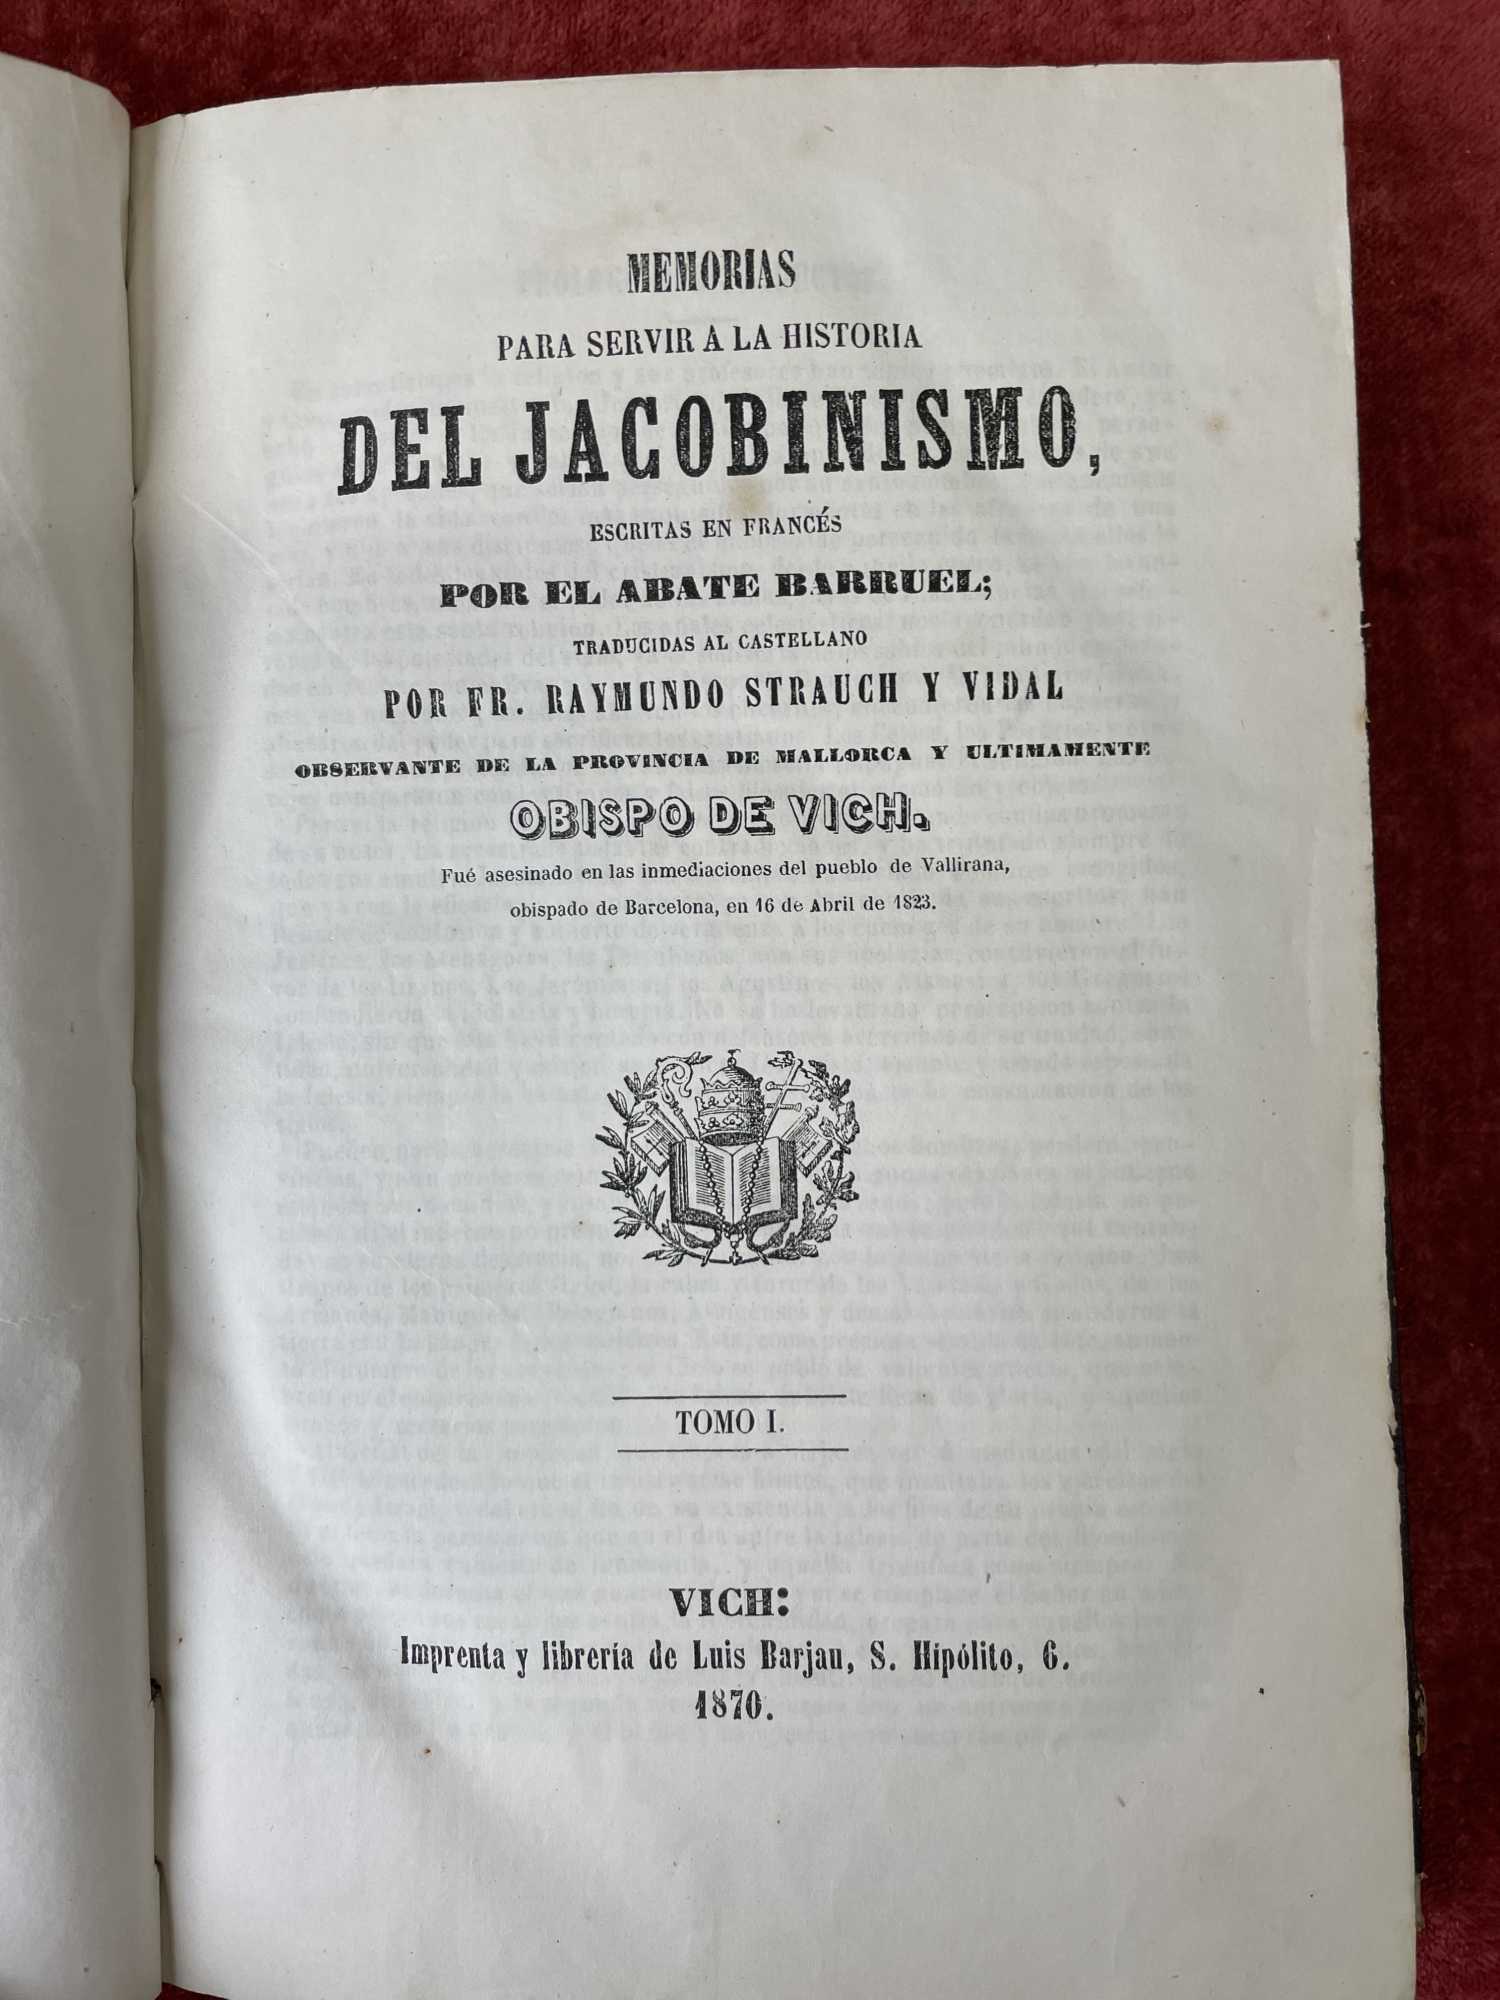 MEMORIAS
PARA SERVIR Á LA HISTORIA
DEL JACOBINISMO,
ESCRITAS EN FRANCÉS
POR EL ABATE BARRUEL;
TRADUCIDAS AL CASTELLANO
POR FR. RAYMUNDO STRAUCH Y VIDAL
OBSERVANTE DE LA PROVINCIA DE MALLORCA Y ULTIMAMENTE
OBISPO DE VICH.
Fué asesinado en las inmediaciones del pueblo de Vallirana,
obispado de Barcelona, en 16 de Abril de 1823.
TOMO I.
VICH:
Imprenta y librería de Luis Barjau, S. Hipólito, 6.
1870.